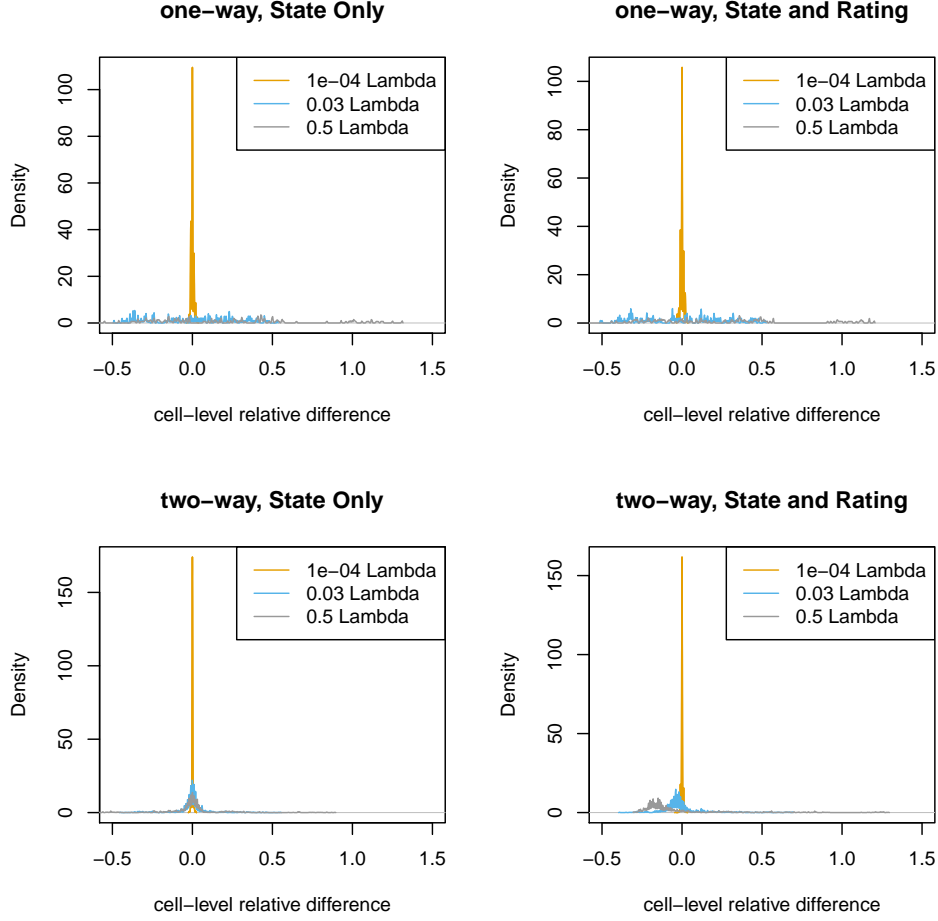 one−way, State Only
1e−04 Lambda
0.03 Lambda
0.5 Lambda
Density
0
20
40
60
80
100
−0.5
0.0
0.5
1.0
1.5
cell−level relative difference
one−way, State and Rating
1e−04 Lambda
0.03 Lambda
0.5 Lambda
Density
0
20
40
60
80
100
−0.5
0.0
0.5
1.0
1.5
cell−level relative difference
two−way, State Only
1e−04 Lambda
0.03 Lambda
0.5 Lambda
Density
0
50
100
150
−0.5
0.0
0.5
1.0
1.5
cell−level relative difference
two−way, State and Rating
1e−04 Lambda
0.03 Lambda
0.5 Lambda
Density
0
50
100
150
−0.5
0.0
0.5
1.0
1.5
cell−level relative difference